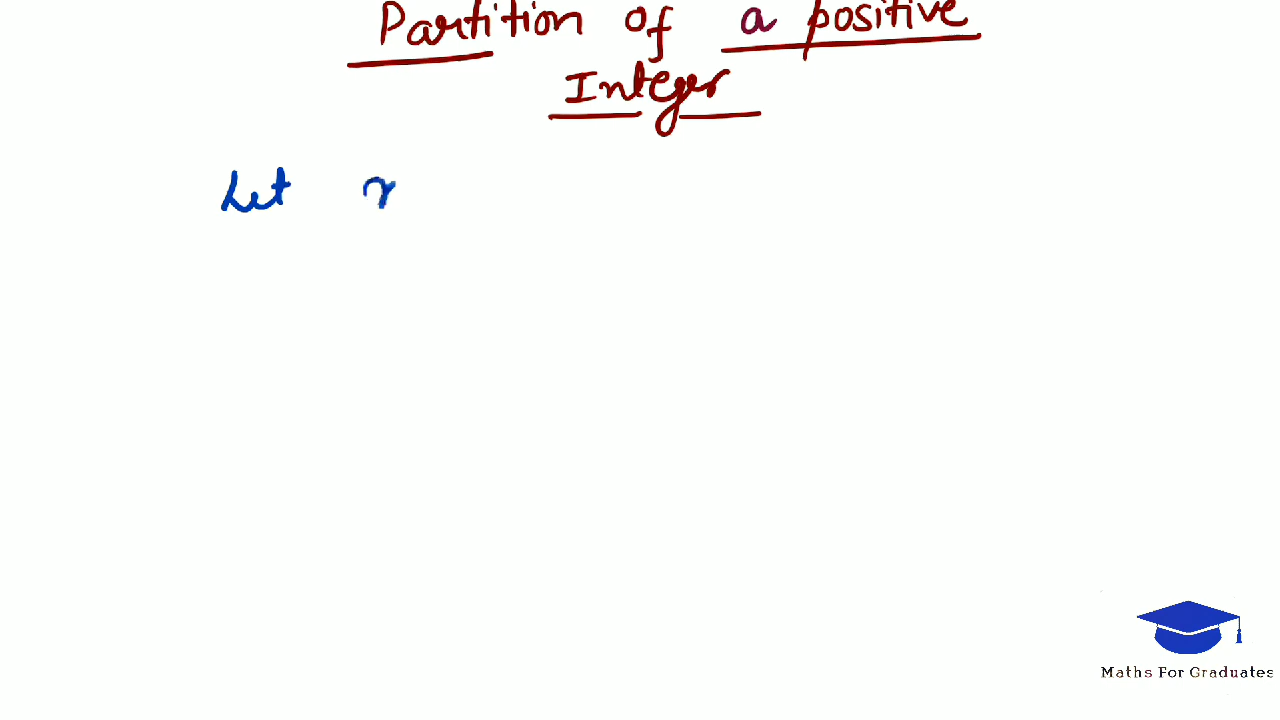 Partition of a positive
Integer
Let
Maths For Graduates